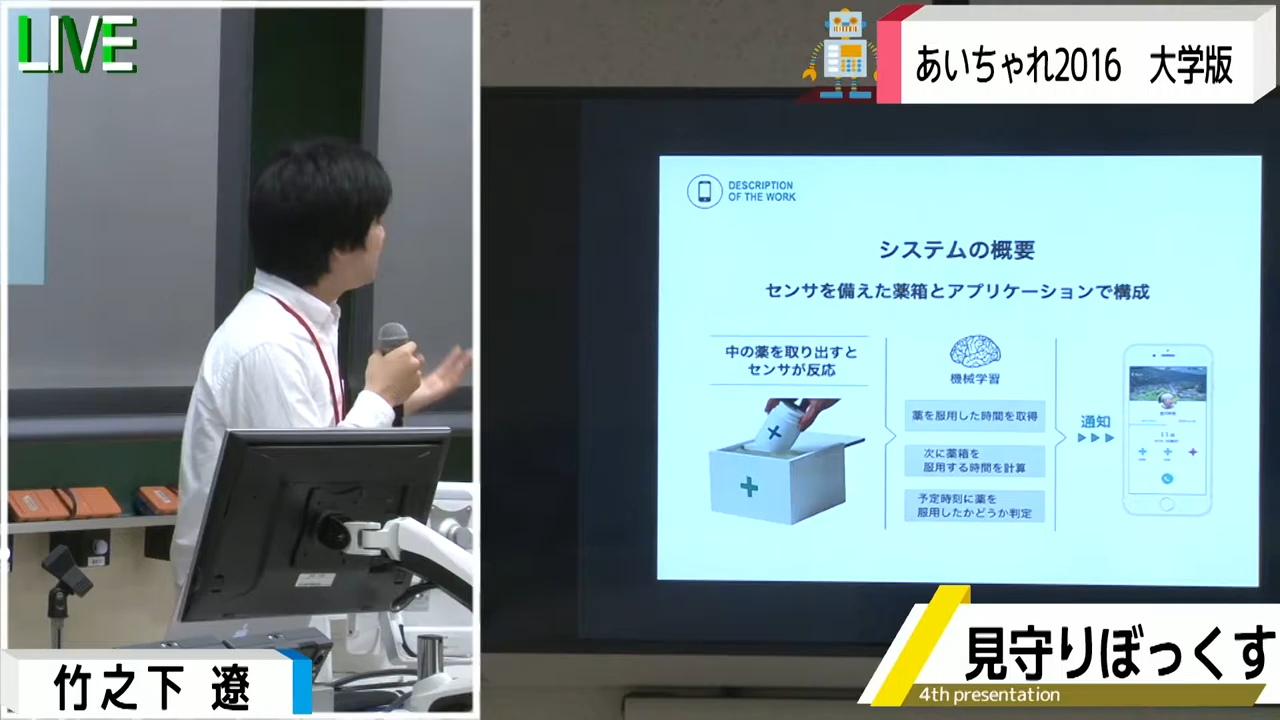 LIVE
あいちゃれ2016 大学版
DESCRIPTION
OF THE WORK
システムの概要
センサを備えた薬箱とアプリケーションで構成
中の薬を取り出すと
センサが反応
機械学習
薬を服用した時間を取得
次に薬箱を
服用する時間を計算
予定時刻に薬を
服用したかどうか判定
通知
竹之下 遼
見守りぼっくす
4th presentation